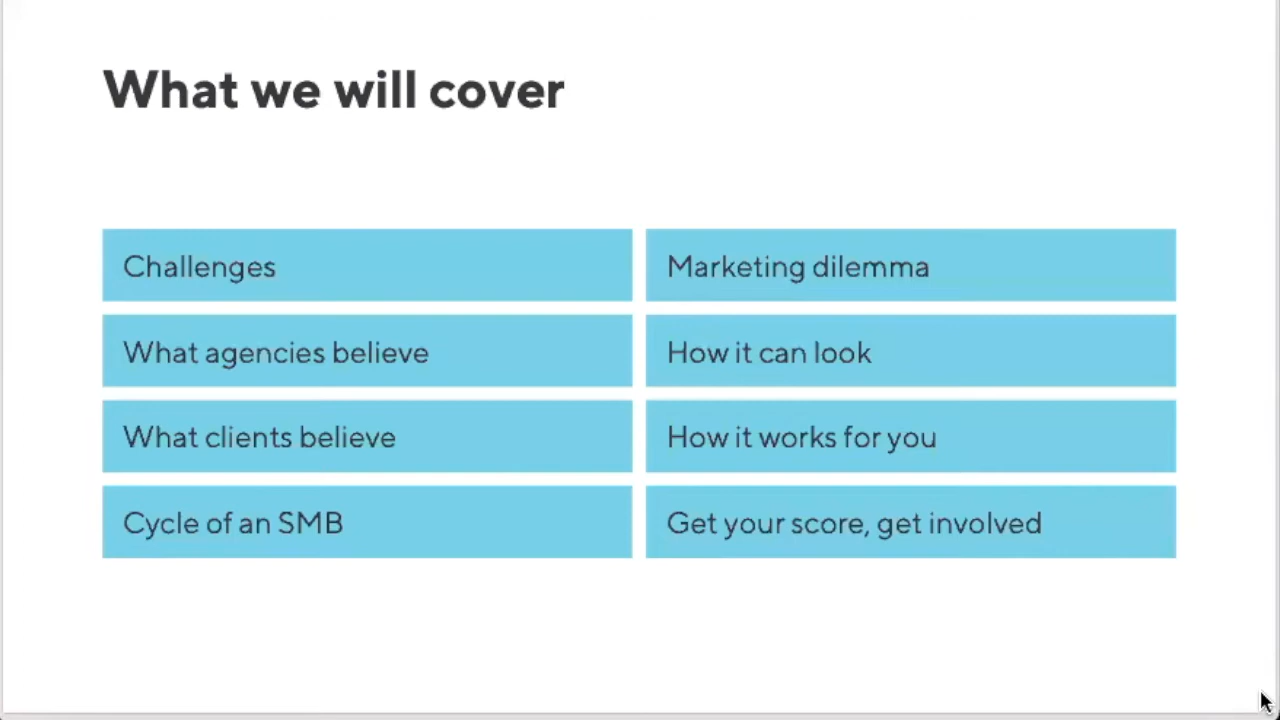 What we will cover
Challenges
What agencies believe
What clients believe
Cycle of an SMB
Marketing dilemma
How it can look
How it works for you
Get your score, get involved